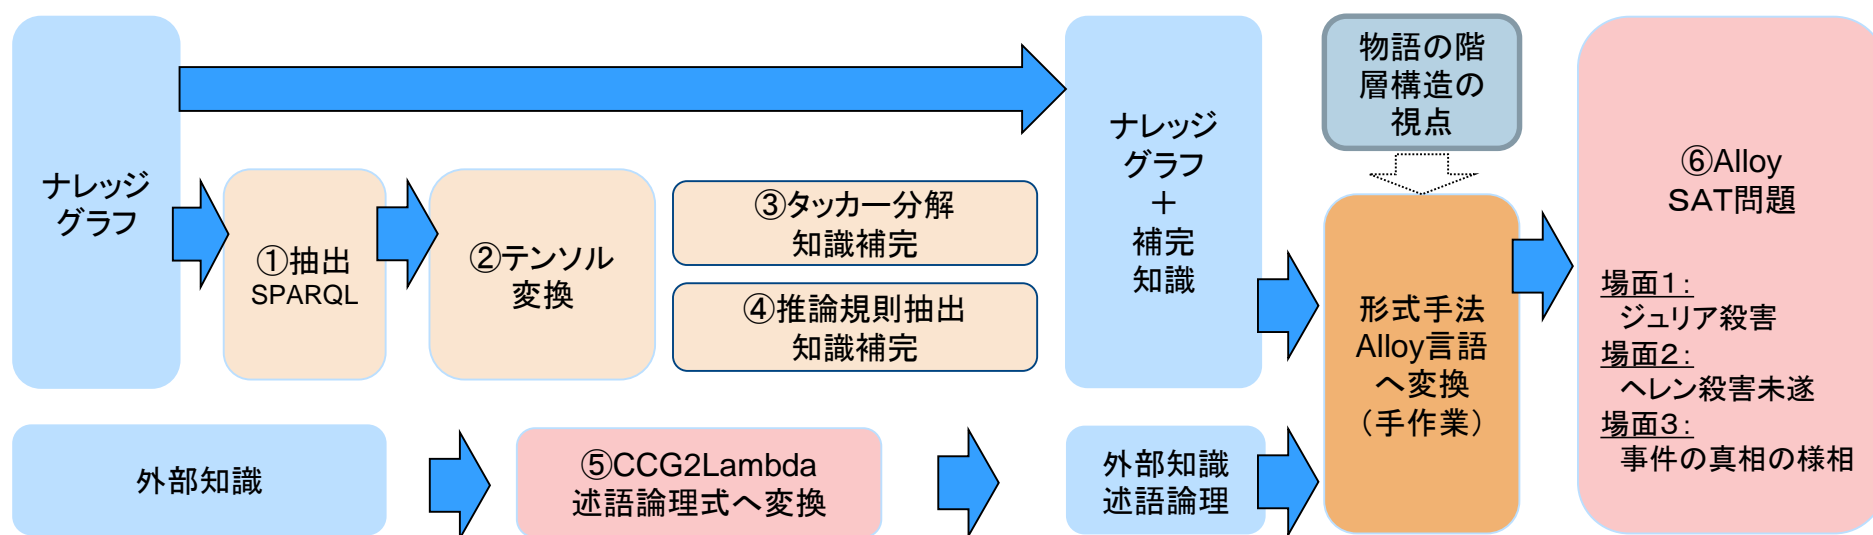 ナレッジ
グラフ
①抽出
SPARQL
②テンソル
変換
③タッカー分解
知識補完
④推論規則抽出
知識補完
ナレッジ
グラフ
＋
補完
知識
外部知識
⑤CCG2Lambda
述語論理式へ変換
外部知識
述語論理
物語の階
層構造の
視点
形式手法
Alloy言語
へ変換
（手作業）
⑥Alloy
SAT問題
場面１：
ジュリア殺害
場面２：
ヘレン殺害未遂
場面３：
事件の真相の様相